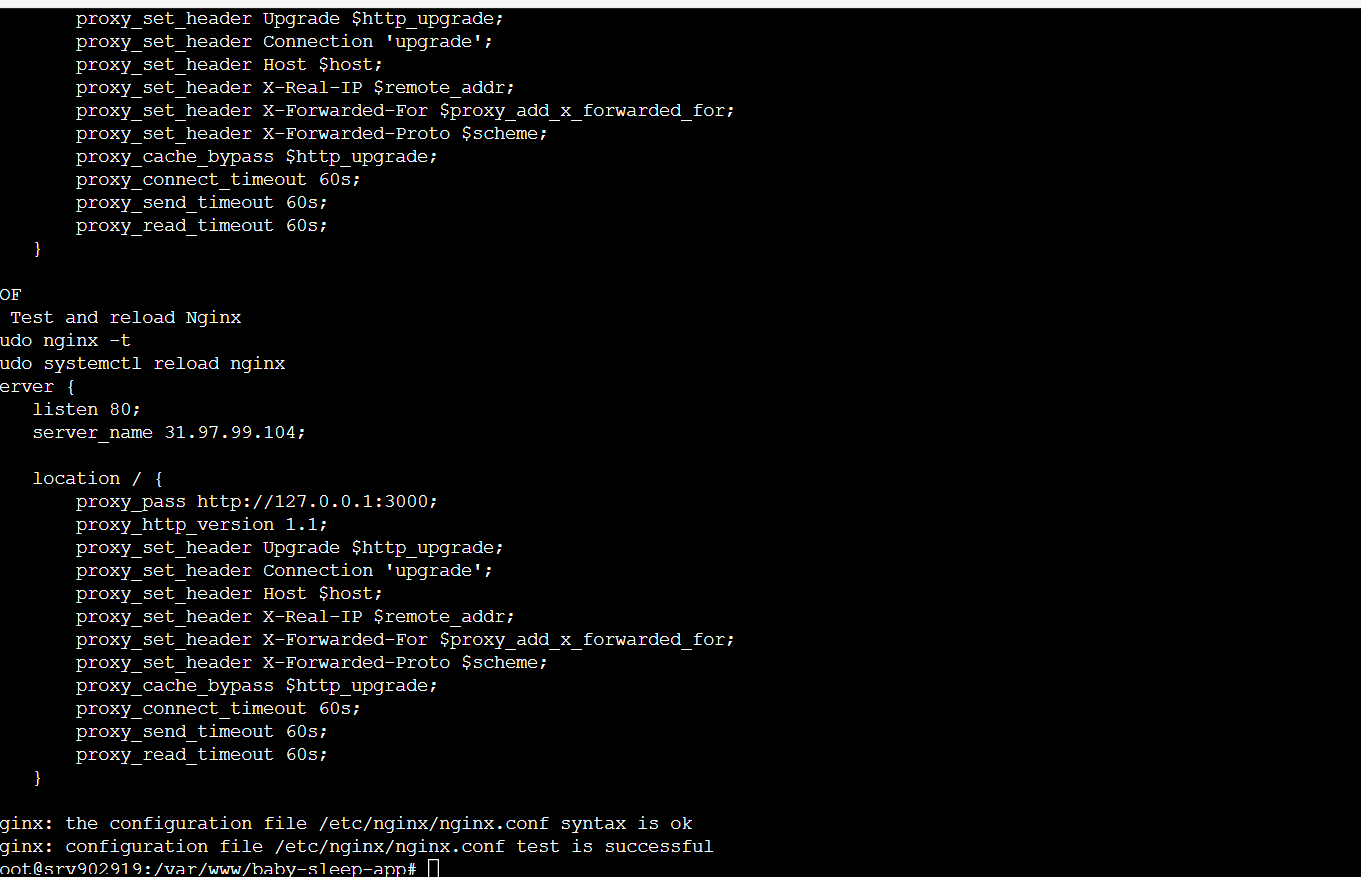 proxy_set_header Upgrade $http_upgrade;
proxy_set_header Connection 'upgrade';
proxy_set_header Host $host;
proxy_set_header X-Real-IP $remote_addr;
proxy_set_header X-Forwarded-For $proxy_add_x_forwarded_for;
proxy_set_header X-Forwarded-Proto $scheme;
proxy_cache_bypass $http_upgrade;
proxy_connect_timeout 60s;
proxy_send_timeout 60s;
proxy_read_timeout 60s;
}
OF
Test and reload Nginx
udo nginx -t
udo systemctl reload nginx
erver {
listen 80;
server_name 31.97.99.104;
location / {
proxy_pass http://127.0.0.1:3000;
proxy_http_version 1.1;
proxy_set_header Upgrade $http_upgrade;
proxy_set_header Connection 'upgrade';
proxy_set_header Host $host;
proxy_set_header X-Real-IP $remote_addr;
proxy_set_header X-Forwarded-For $proxy_add_x_forwarded_for;
proxy_set_header X-Forwarded-Proto $scheme;
proxy_cache_bypass $http_upgrade;
proxy_connect_timeout 60s;
proxy_send_timeout 60s;
proxy_read_timeout 60s;
}
ginx: the configuration file /etc/nginx/nginx.conf syntax is ok
ginx: configuration file /etc/nginx/nginx.conf test is successful
oot@srv902919:/var/www/baby-sleep-app#